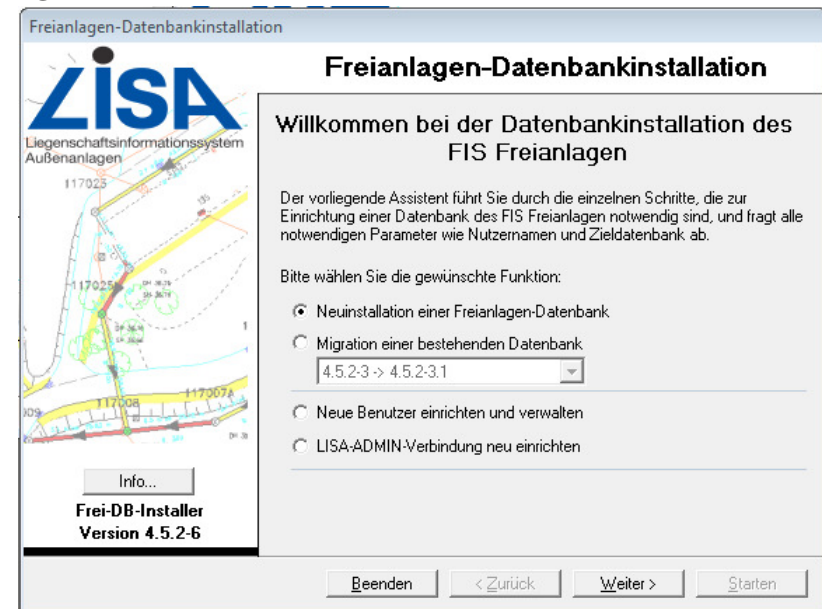 Freianlagen-Datenbankinstallation
LISA
Liegenschaftsinformationssystem
Außenanlagen
117025
117025
117008
117007A
Info...
Frei-DB-Installer
Version 4.5.2-6
Freianlagen-Datenbankinstallation
Willkommen bei der Datenbankinstallation des
FIS Freianlagen
Der vorliegende Assistent führt Sie durch die einzelnen Schritte, die zur
Einrichtung einer Datenbank des FIS Freianlagen notwendig sind, und fragt alle
notwendigen Parameter wie Nutzernamen und Zieldatenbank ab.
Bitte wählen Sie die gewünschte Funktion:
Neuinstallation einer Freianlagen-Datenbank
Migration einer bestehenden Datenbank
4.5.2-3 -> 4.5.2-3.1
Neue Benutzer einrichten und verwalten
LISA-ADMIN-Verbindung neu einrichten
Beenden
< Zurück
Weiter >
Starten